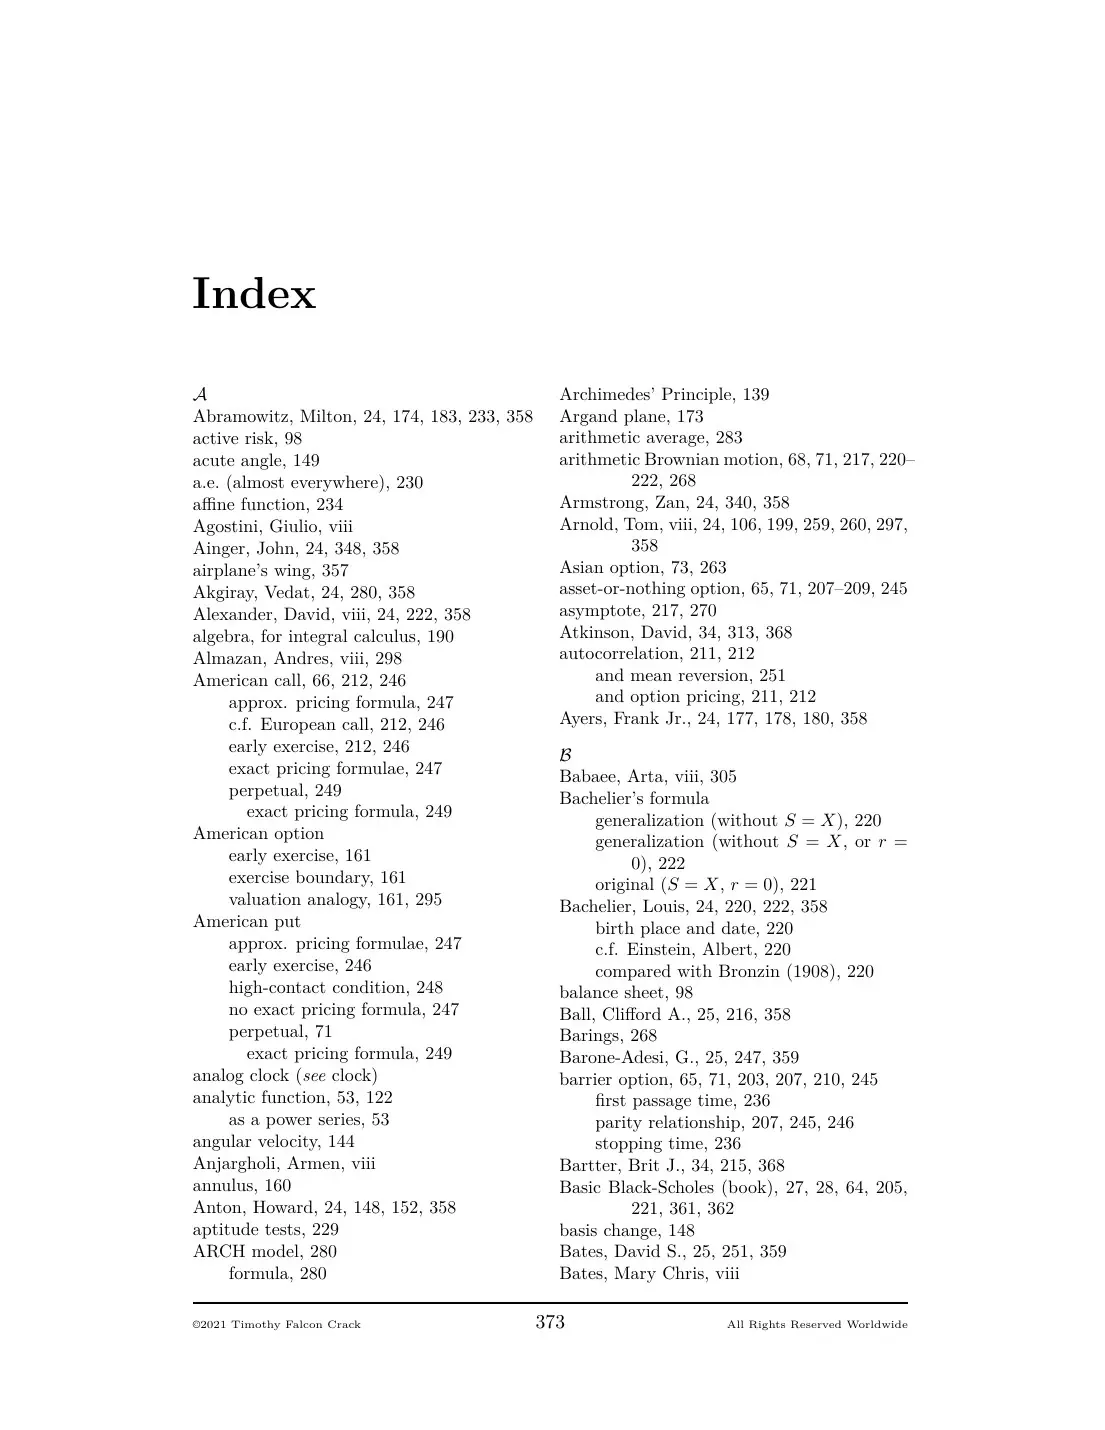 Index
𝒜
Abramowitz, Milton, 24, 174, 183, 233, 358
active risk, 98
acute angle, 149
a.e. (almost everywhere), 230
affine function, 234
Agostini, Giulio, viii
Ainger, John, 24, 348, 358
airplane's wing, 357
Akgiray, Vedat, 24, 280, 358
Alexander, David, viii, 24, 222, 358
algebra, for integral calculus, 190
Almazan, Andres, viii, 298
American call, 66, 212, 246
approx. pricing formula, 247
c.f. European call, 212, 246
early exercise, 212, 246
exact pricing formulae, 247
perpetual, 249
exact pricing formula, 249
American option
early exercise, 161
exercise boundary, 161
valuation analogy, 161, 295
American put
approx. pricing formulae, 247
early exercise, 246
high-contact condition, 248
no exact pricing formula, 247
perpetual, 71
exact pricing formula, 249
analog clock (see clock)
analytic function, 53, 122
as a power series, 53
angular velocity, 144
Anjargholi, Armen, viii
annulus, 160
Anton, Howard, 24, 148, 152, 358
aptitude tests, 229
ARCH model, 280
formula, 280
Archimedes' Principle, 139
Argand plane, 173
arithmetic average, 283
arithmetic Brownian motion, 68, 71, 217, 220–
222, 268
Armstrong, Zan, 24, 340, 358
Arnold, Tom, viii, 24, 106, 199, 259, 260, 297,
358
Asian option, 73, 263
asset-or-nothing option, 65, 71, 207–209, 245
asymptote, 217, 270
Atkinson, David, 34, 313, 368
autocorrelation, 211, 212
and mean reversion, 251
and option pricing, 211, 212
Ayers, Frank Jr., 24, 177, 178, 180, 358
ℬ
Babaee, Arta, viii, 305
Bachelier's formula
generalization (without S = X), 220
generalization (without S = X, or r =
0), 222
original (S = X, r = 0), 221
Bachelier, Louis, 24, 220, 222, 358
birth place and date, 220
c.f. Einstein, Albert, 220
compared with Bronzin (1908), 220
balance sheet, 98
Ball, Clifford A., 25, 216, 358
Barings, 268
Barone-Adesi, G., 25, 247, 359
barrier option, 65, 71, 203, 207, 210, 245
first passage time, 236
parity relationship, 207, 245, 246
stopping time, 236
Bartter, Brit J., 34, 215, 368
Basic Black-Scholes (book), 27, 28, 64, 205,
221, 361, 362
basis change, 148
Bates, David S., 25, 251, 359
Bates, Mary Chris, viii
©2021 Timothy Falcon Crack 373 All Rights Reserved Worldwide